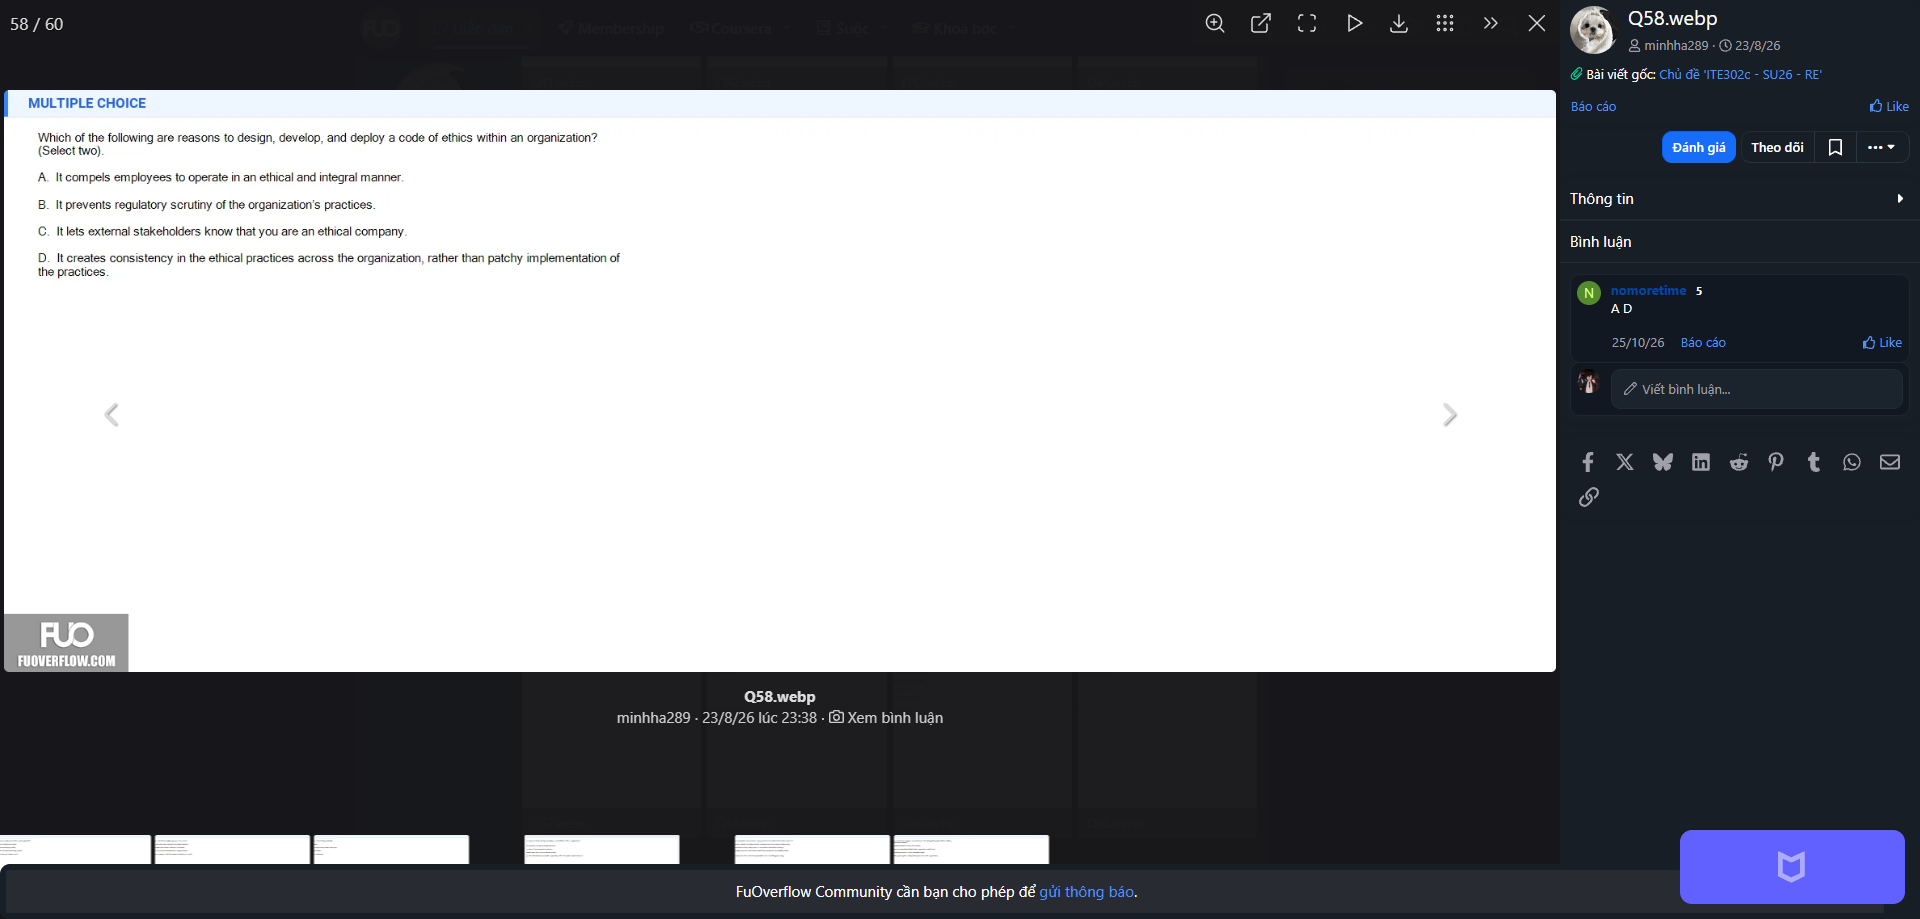 58 / 60
Membership
Coursera
Khoá học
MULTIPLE CHOICE
Which of the following are reasons to design, develop, and deploy a code of ethics within an organization?
(Select two).
A. It compels employees to operate in an ethical and integral manner.
B. It prevents regulatory scrutiny of the organization's practices.
C. It lets external stakeholders know that you are an ethical company.
D. It creates consistency in the ethical practices across the organization, rather than patchy implementation of
the practices.
FUO
FUOVERFLOW.COM
Q58.webp
minhha289 · 23/8/26 lúc 23:38 · Xem bình luận
FuOverflow Community cần bạn cho phép để gửi thông báo.
Q58.webp
minhha289 · 23/8/26
Bài viết gốc: Chủ đề 'ITE302c - SU26 - RE'
Báo cáo Like
Đánh giá Theo dõi
Thông tin
Bình luận
N nomoretime 5
A D
25/10/26 Báo cáo Like
Viết bình luận...